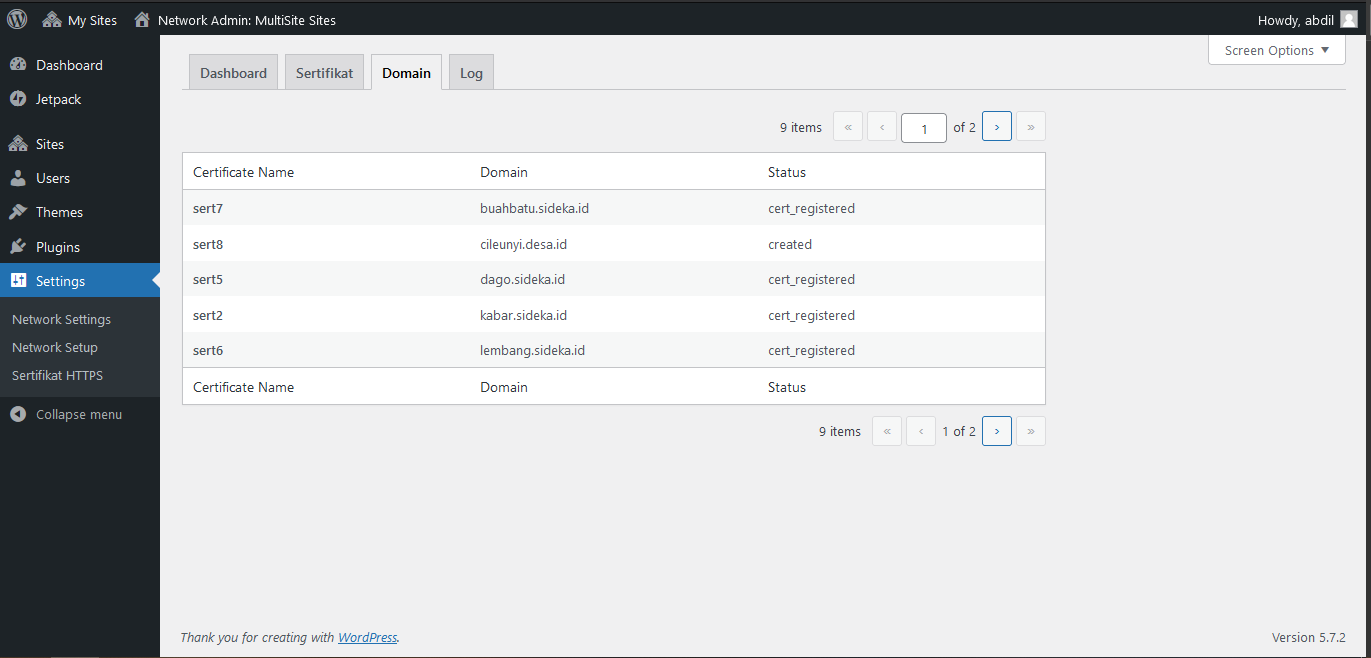 My Sites Network Admin: MultiSite Sites Howdy, abdil
Screen Options ▼
Dashboard
Jetpack
Sites
Users
Themes
Plugins
Settings
Network Settings
Network Setup
Sertifikat HTTPS
Collapse menu
Dashboard Sertifikat Domain Log
9 items « ‹ 1 of 2 › »
Certificate Name Domain Status
sert7 buahbatu.sideka.id cert_registered
sert8 cileunyi.desa.id created
sert5 dago.sideka.id cert_registered
sert2 kabar.sideka.id cert_registered
sert6 lembang.sideka.id cert_registered
Certificate Name Domain Status
9 items « ‹ 1 of 2 › »
Thank you for creating with WordPress. Version 5.7.2